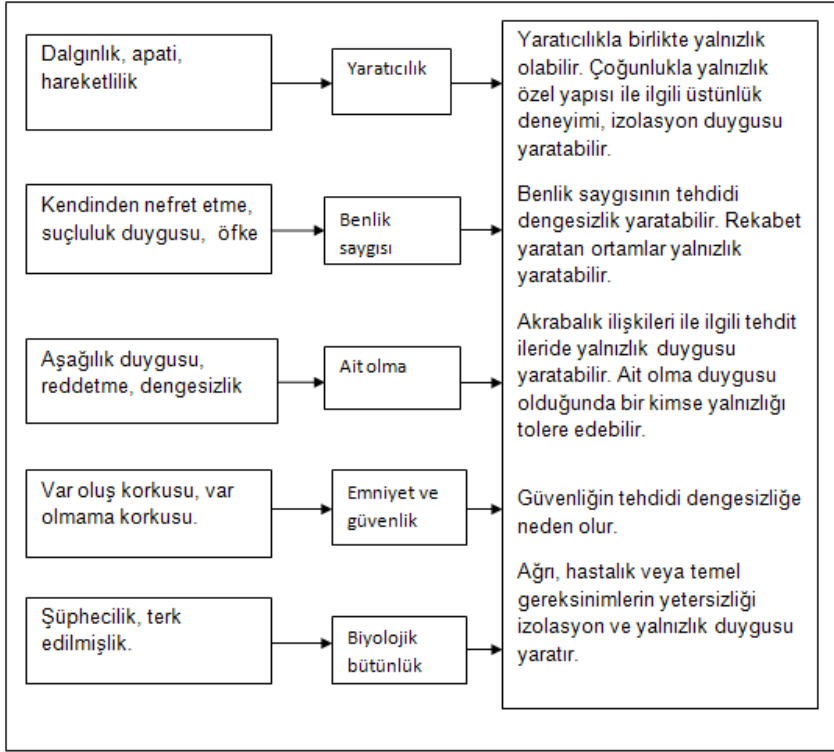 Dalgınlık, apati,
hareketlilik
Yaratıcılık
Yaratıcılıkla birlikte yalnızlık
olabilir. Çoğunlukla yalnızlık
özel yapısı ile ilgili üstünlük
deneyimi, izolasyon duygusu
yaratabilir.
Kendinden nefret etme,
suçluluk duygusu, öfke
Benlik
saygısı
Benlik saygısının tehdidi
dengesizlik yaratabilir. Rekabet
yaratan ortamlar yalnızlık
yaratabilir.
Aşağılık duygusu,
reddetme, dengesizlik
Ait olma
Akrabalık ilişkileri ile ilgili tehdit
ileride yalnızlık duygusu
yaratabilir. Ait olma duygusu
olduğunda bir kimse yalnızlığı
tolere edebilir.
Var oluş korkusu, var
olmama korkusu.
Emniyet ve
güvenlik
Güvenliğin tehdidi dengesizliğe
neden olur.
Şüphecilik, terk
edilmişlik.
Biyolojik
bütünlük
Ağrı, hastalık veya temel
gereksinimlerin yetersizliği
izolasyon ve yalnızlık duygusu
yaratır.